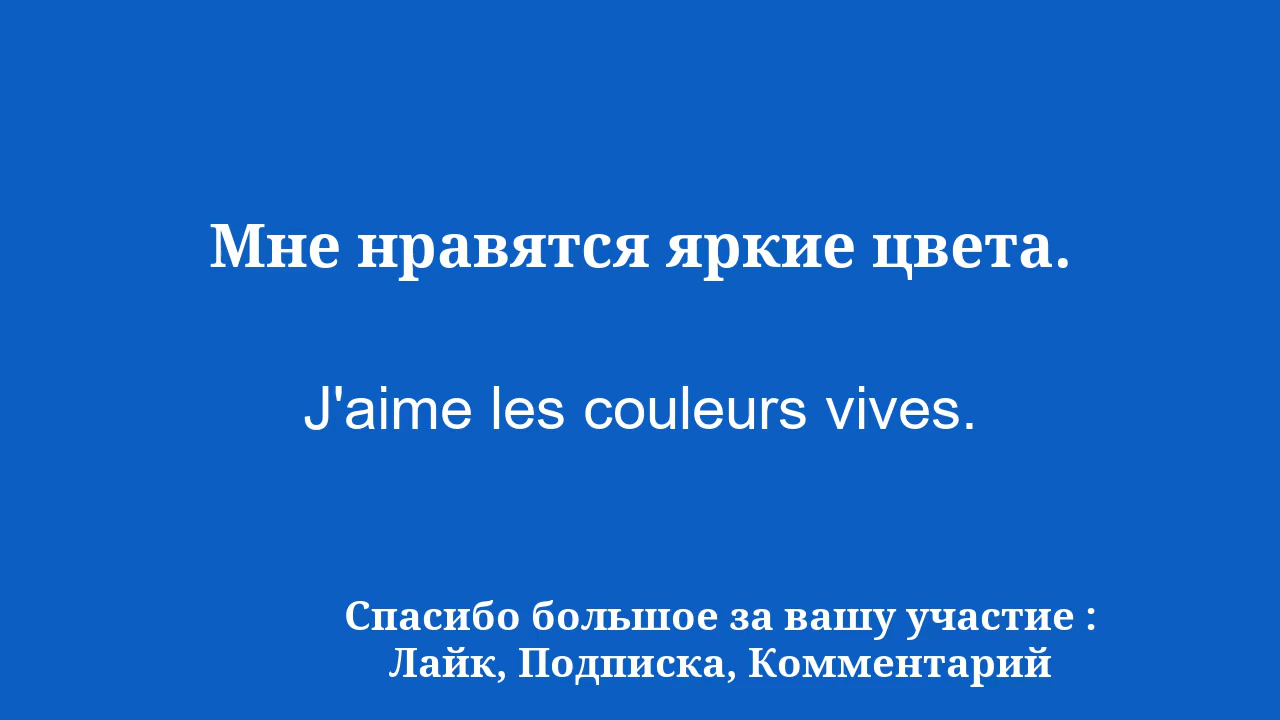 Мне нравятся яркие цвета.
J'aime les couleurs vives.
Спасибо большое за вашу участие :
Лайк, Подписка, Комментарий